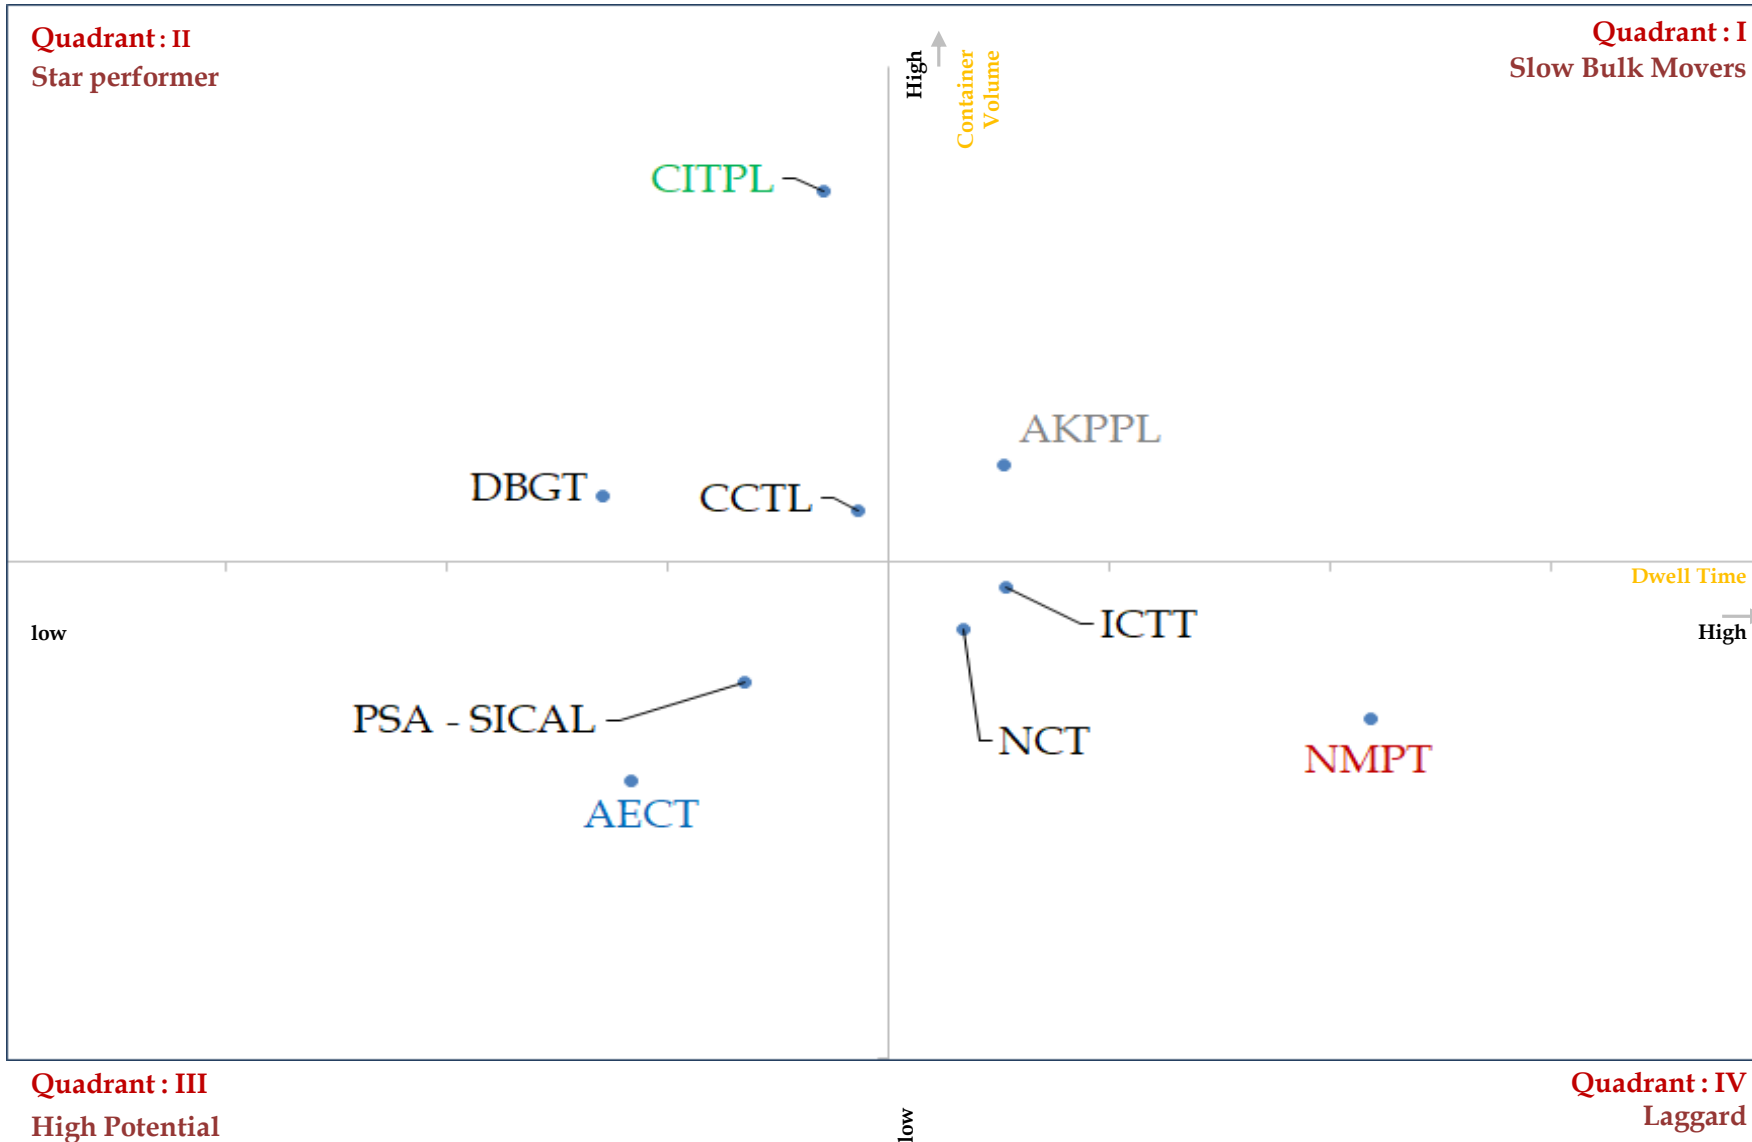 Quadrant : II
Star performer
Quadrant : I
Slow Bulk Movers
High
Container
Volume
CITPL
AKPPL
DBGT
CCTL
Dwell Time
low
High
ICTT
PSA - SICAL
NCT
NMPT
AECT
Quadrant : III
High Potential
low
Quadrant : IV
Laggard